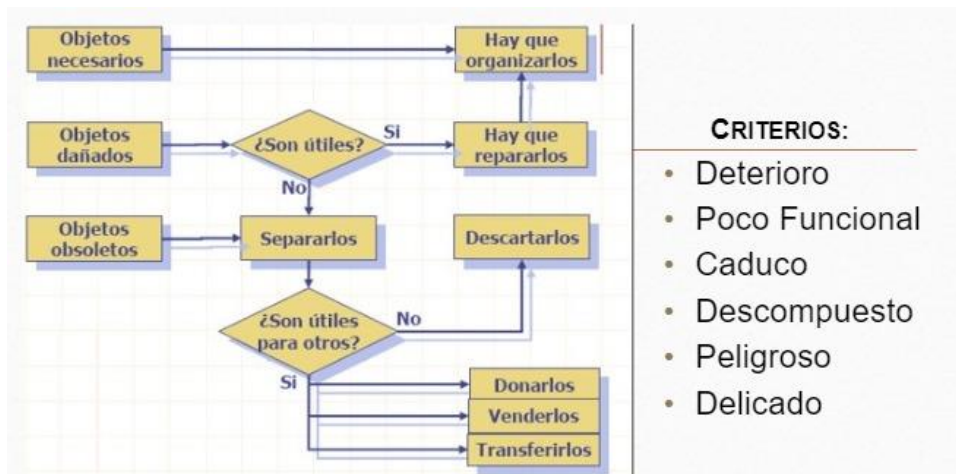 Objetos
necesarios
Hay que
organizarlos
Objetos
dañados
¿Son útiles?
Si
Hay que
repararlos
No
Objetos
obsoletos
Separarlos
Descartarlos
¿Son útiles
para otros?
No
Si
Donarlos
Venderlos
Transferirlos
CRITERIOS:
• Deterioro
• Poco Funcional
• Caduco
• Descompuesto
• Peligroso
• Delicado